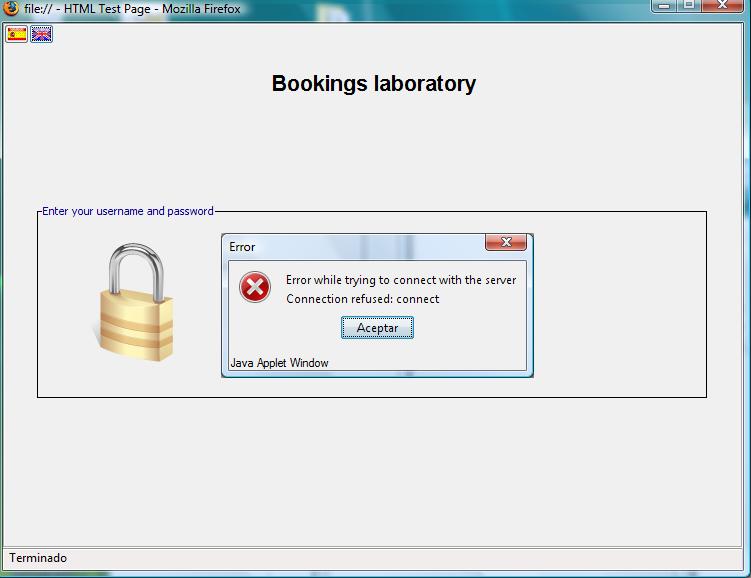 file:// - HTML Test Page - Mozilla Firefox
Bookings laboratory
Enter your username and password
Error
Error while trying to connect with the server
Connection refused: connect
Aceptar
Java Applet Window
Terminado